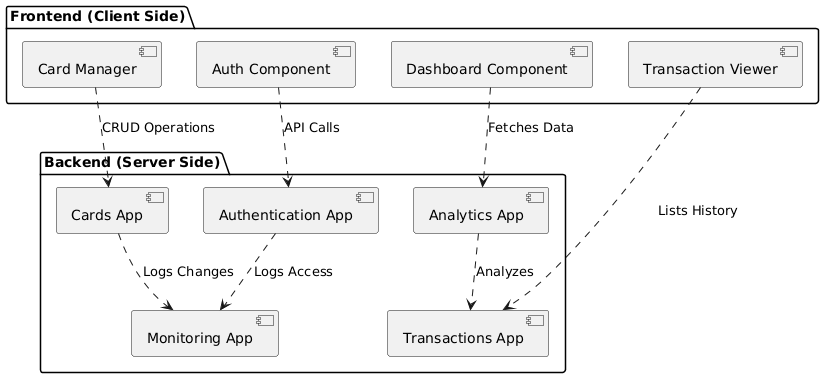 Frontend (Client Side)
Card Manager
Auth Component
Dashboard Component
Transaction Viewer
CRUD Operations
API Calls
Fetches Data
Backend (Server Side)
Cards App
Authentication App
Analytics App
Lists History
Logs Changes
Logs Access
Analyzes
Monitoring App
Transactions App